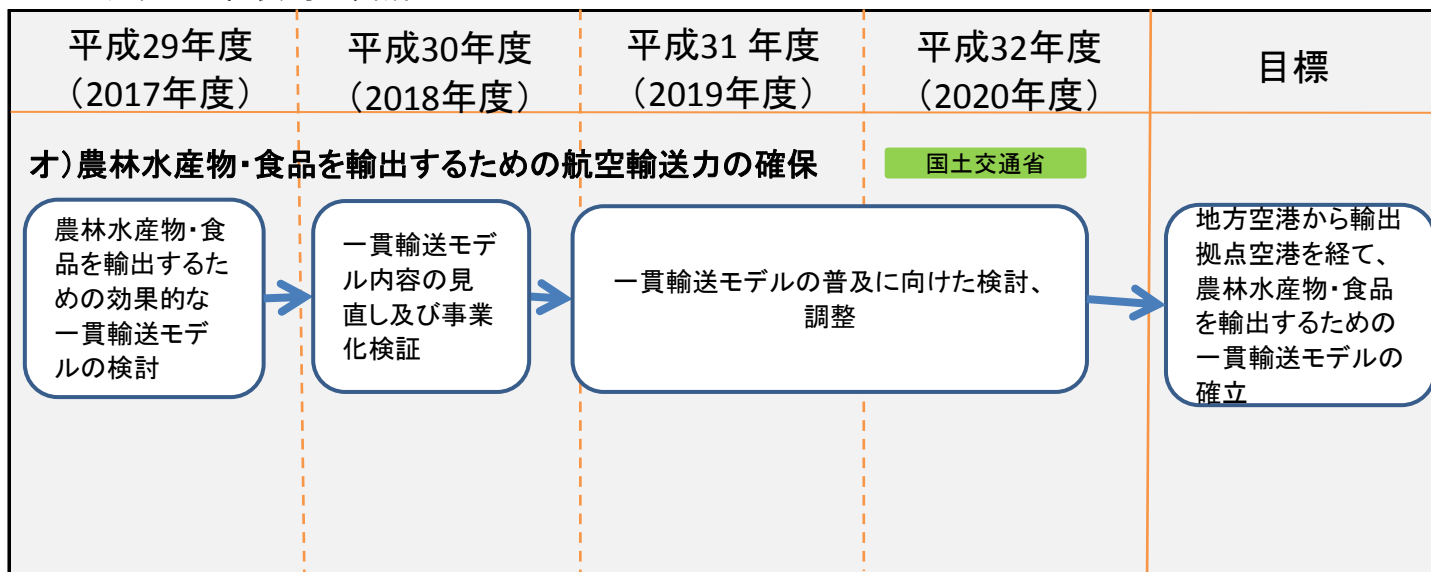 平成29年度
（2017年度）
平成30年度
（2018年度）
平成31 年度
（2019年度）
平成32年度
（2020年度）
目標
オ）農林水産物・食品を輸出するための航空輸送力の確保
国土交通省
農林水産物・食
品を輸出するた
めの効果的な
一貫輸送モデ
ルの検討
一貫輸送モデ
ル内容の見
直し及び事業
化検証
一貫輸送モデルの普及に向けた検討、
調整
地方空港から輸出
拠点空港を経て、
農林水産物・食品
を輸出するための
一貫輸送モデルの
確立